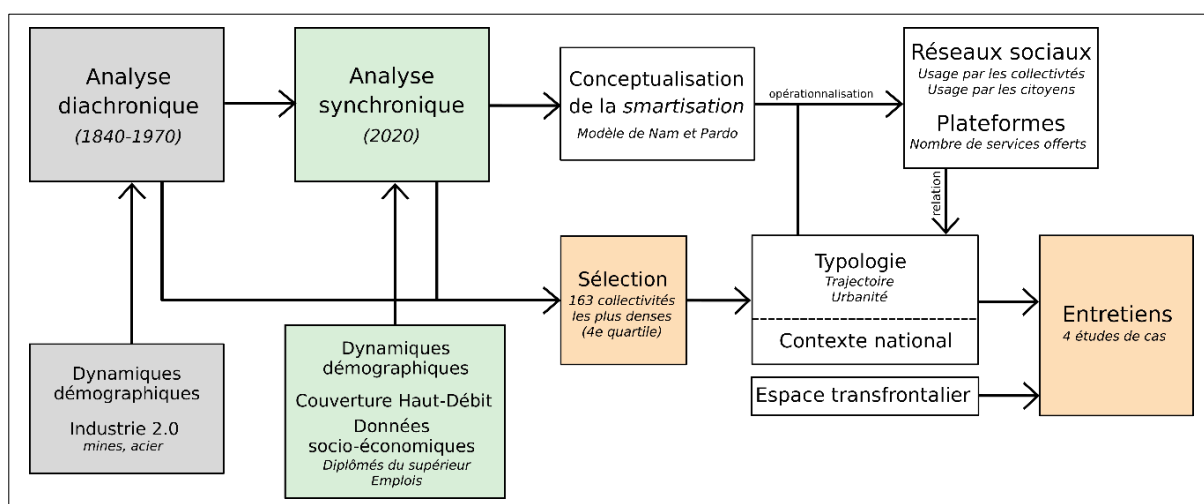 Analyse
diachronique
(1840-1970)
Analyse
synchronique
(2020)
Conceptualisation
de la smartisation
Modèle de Nam et Pardo
opérationnalisation
Réseaux sociaux
Usage par les collectivtés
Usage par les citoyens
Plateformes
Nombre de services offerts
relation
Sélection
163 collectivités
les plus denses
(4e quartile)
Typologie
Trajectoire
Urbanité
Contexte national
Entretiens
4 études de cas
Espace transfrontalier
Dynamiques
démographiques
Industrie 2.0
mines, acier
Dynamiques
démographiques
Couverture Haut-Débit
Données
socio-économiques
Diplômés du supérieur
Emplois